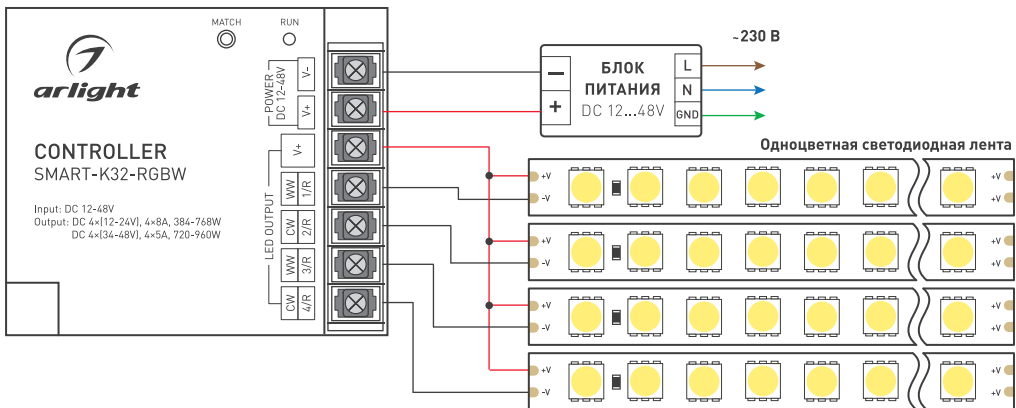 MATCH
RUN
arlight
CONTROLLER
SMART-K32-RGBW
Input: DC 12-48V
Output: DC 4×(12-24V), 4×8A, 384-768W
DC 4×(34-48V), 4×5A, 720-960W
POWER
DC 12-48V
V-
V+
LED OUTPUT
V+
WW 1/R
CW 2/R
WW 3/R
CW 4/R
БЛОК
ПИТАНИЯ
DC 12...48V
−
+
L
N
GND
~230 В
Одноцветная светодиодная лента
+V +V
-V +V
+V +V
-V +V
+V +V
-V +V
+V +V
-V +V